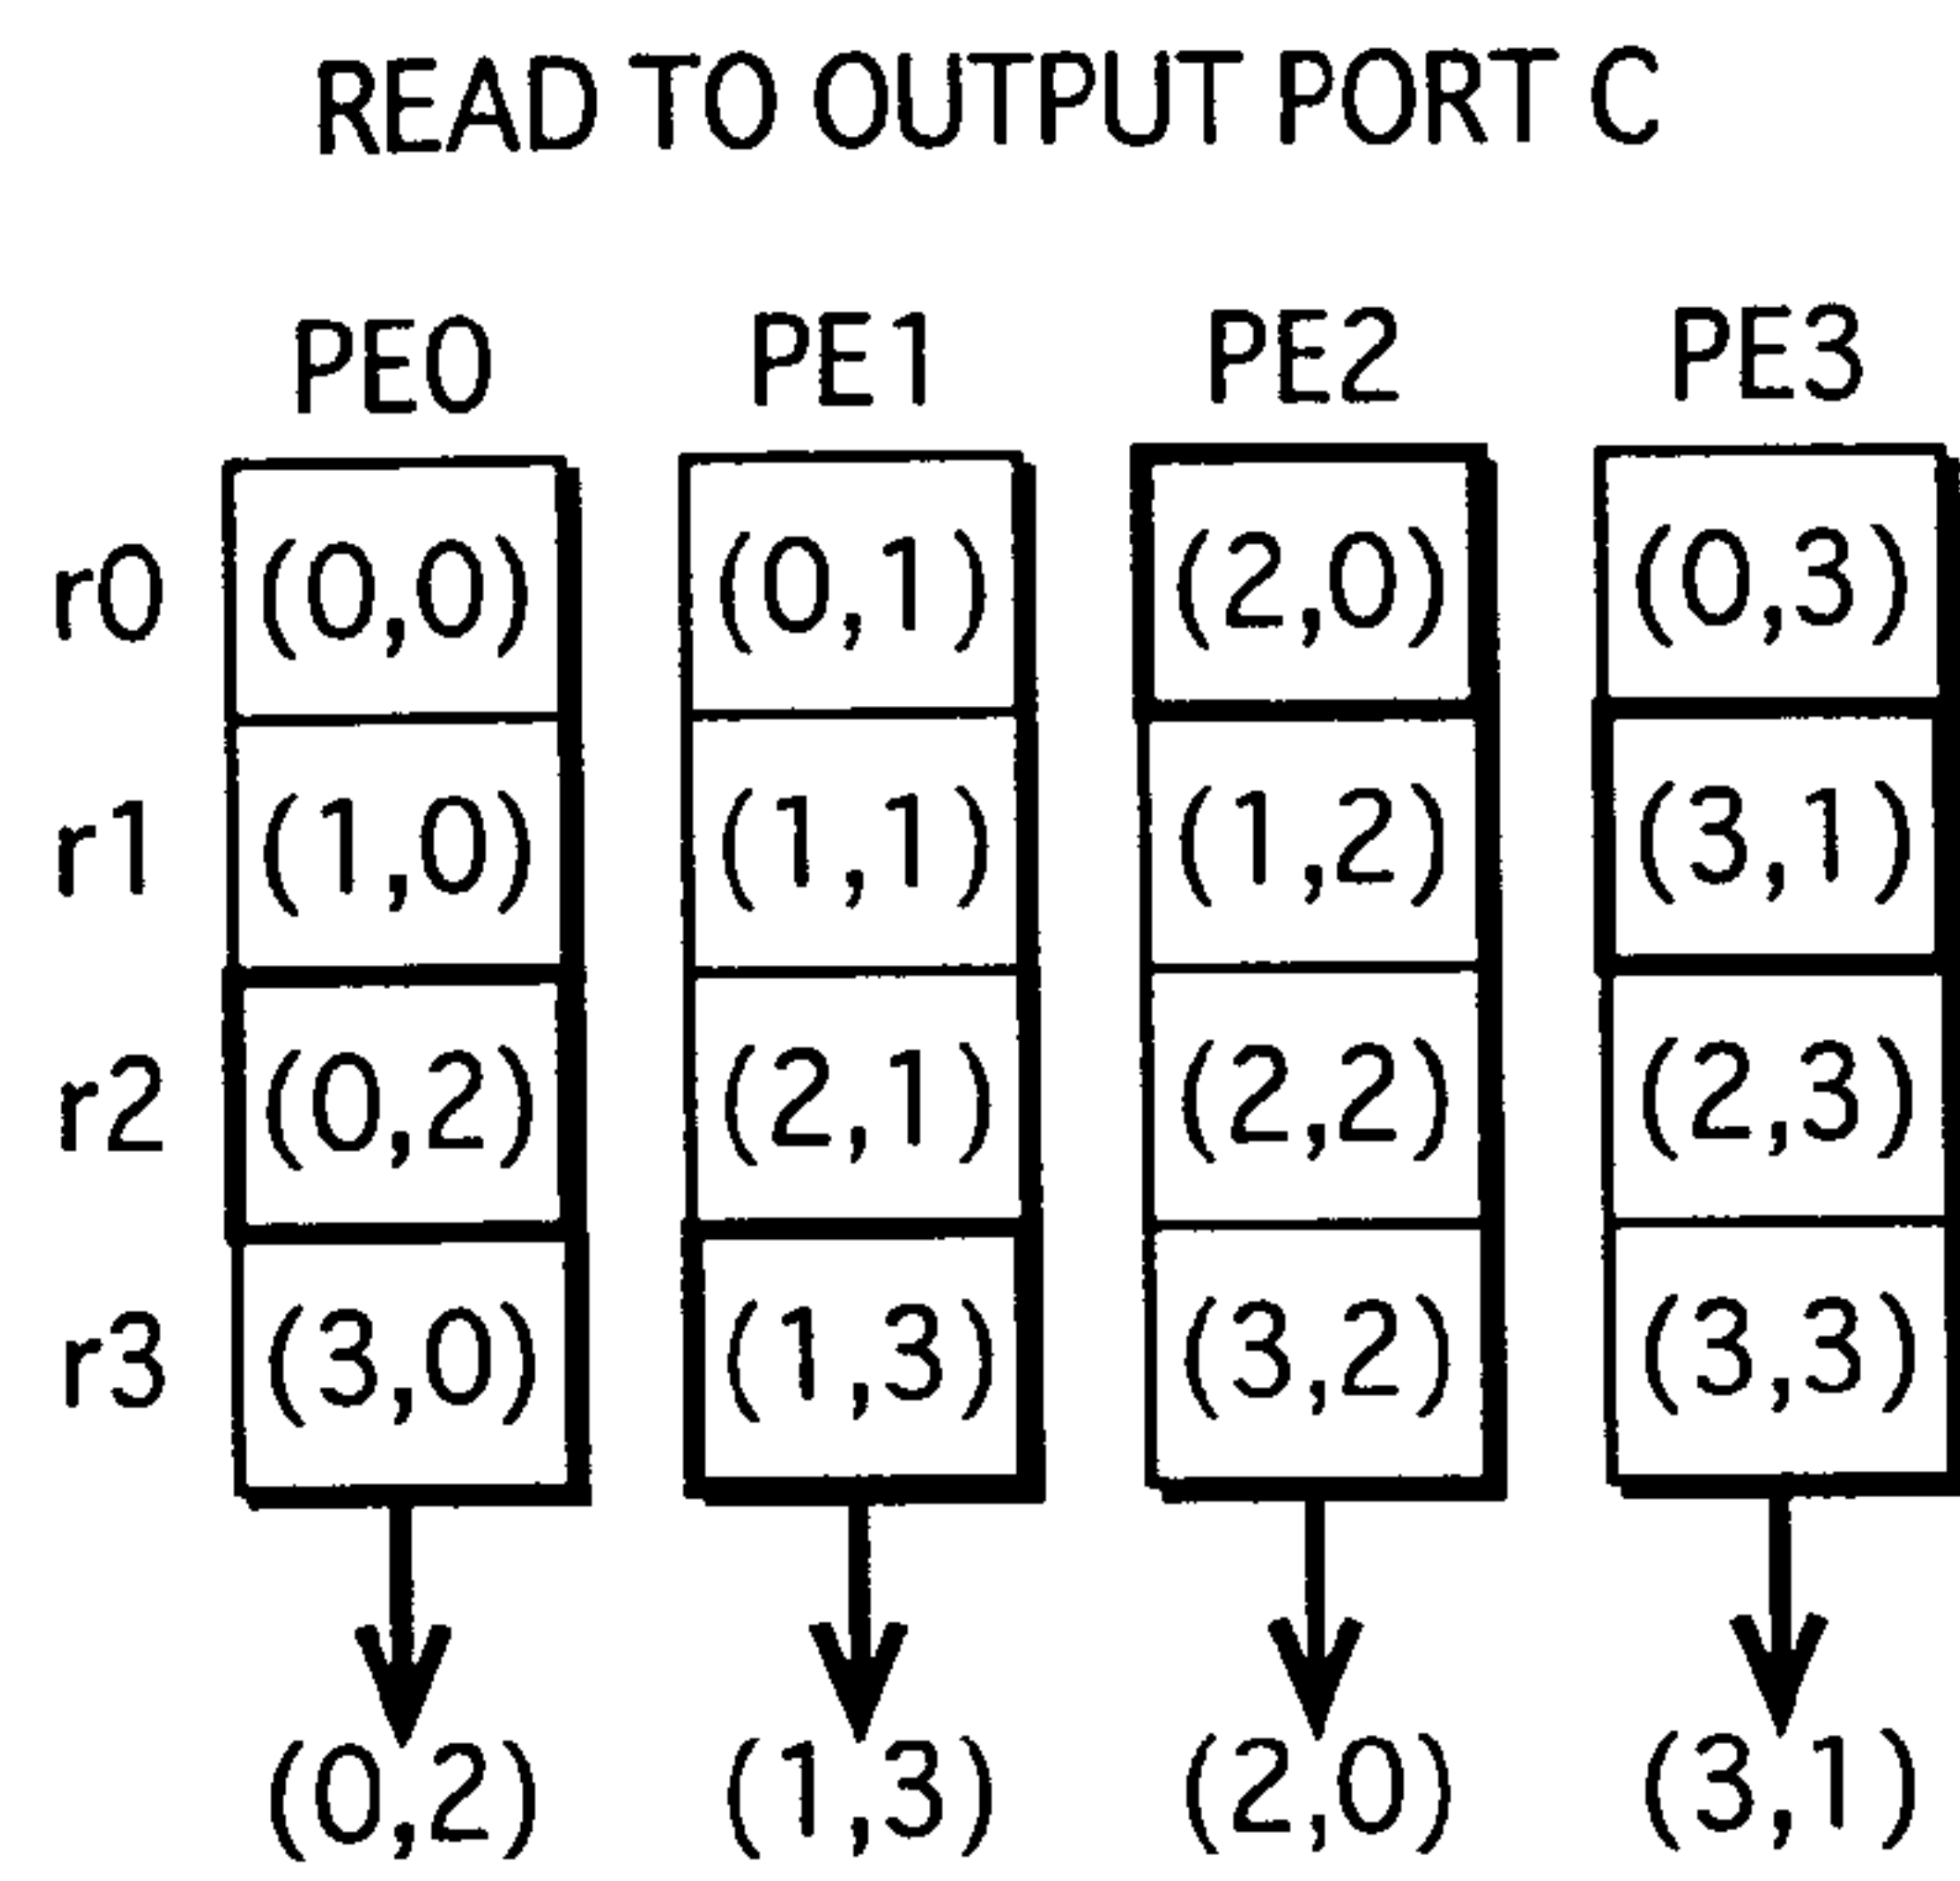 READ TO OUTPUT PORT C
PE0 PE1 PE2 PE3
r0 (0,0) (0,1) (2,0) (0,3)
r1 (1,0) (1,1) (1,2) (3,1)
r2 (0,2) (2,1) (2,2) (2,3)
r3 (3,0) (1,3) (3,2) (3,3)
(0,2) (1,3) (2,0) (3,1)